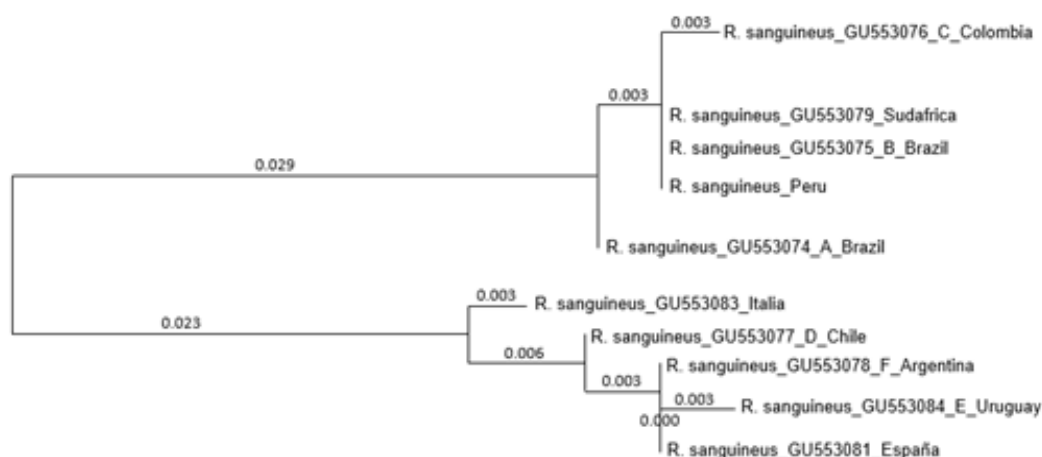 0.003
R. sanguineus_GU553076_C_Colombia
0.003
R. sanguineus_GU553079_Sudafrica
R. sanguineus_GU553075_B_Brazil
0.029
R. sanguineus_Peru
R. sanguineus_GU553074_A_Brazil
0.003
R. sanguineus_GU553083_Italia
0.023
R. sanguineus_GU553077_D_Chile
0.006
R. sanguineus_GU553078_F_Argentina
0.003
0.003
R. sanguineus_GU553084_E_Uruguay
0.000
R. sanguineus_GU553081_España